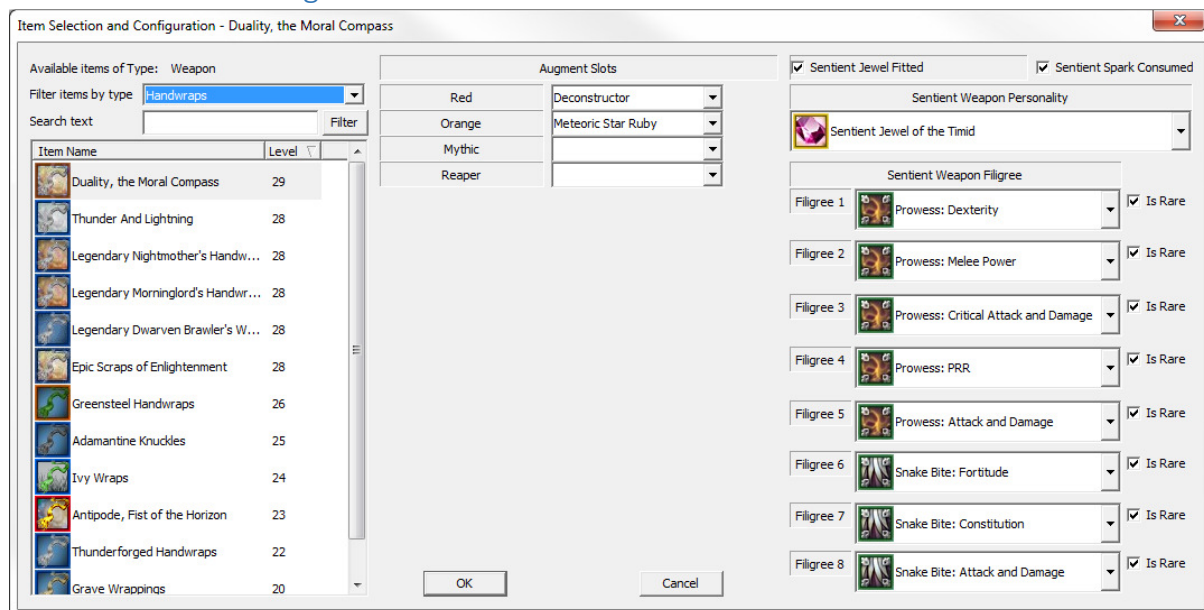 Item Selection and Configuration - Duality, the Moral Compass
Available items of Type: Weapon
Filter items by type Handwraps
Search text Filter
Item Name Level
Duality, the Moral Compass 29
Thunder And Lightning 28
Legendary Nightmother's Handw... 28
Legendary Morninglord's Handwr... 28
Legendary Dwarven Brawler's W... 28
Epic Scraps of Enlightenment 28
Greensteel Handwraps 26
Adamantine Knuckles 25
Ivy Wraps 24
Antipode, Fist of the Horizon 23
Thunderforged Handwraps 22
Grave Wrappings 20
Augment Slots
Red Deconstructor
Orange Meteoric Star Ruby
Mythic
Reaper
OK Cancel
Sentient Jewel Fitted Sentient Spark Consumed
Sentient Weapon Personality
Sentient Jewel of the Timid
Sentient Weapon Filigree
Filigree 1 Prowess: Dexterity Is Rare
Filigree 2 Prowess: Melee Power Is Rare
Filigree 3 Prowess: Critical Attack and Damage Is Rare
Filigree 4 Prowess: PRR Is Rare
Filigree 5 Prowess: Attack and Damage Is Rare
Filigree 6 Snake Bite: Fortitude Is Rare
Filigree 7 Snake Bite: Constitution Is Rare
Filigree 8 Snake Bite: Attack and Damage Is Rare